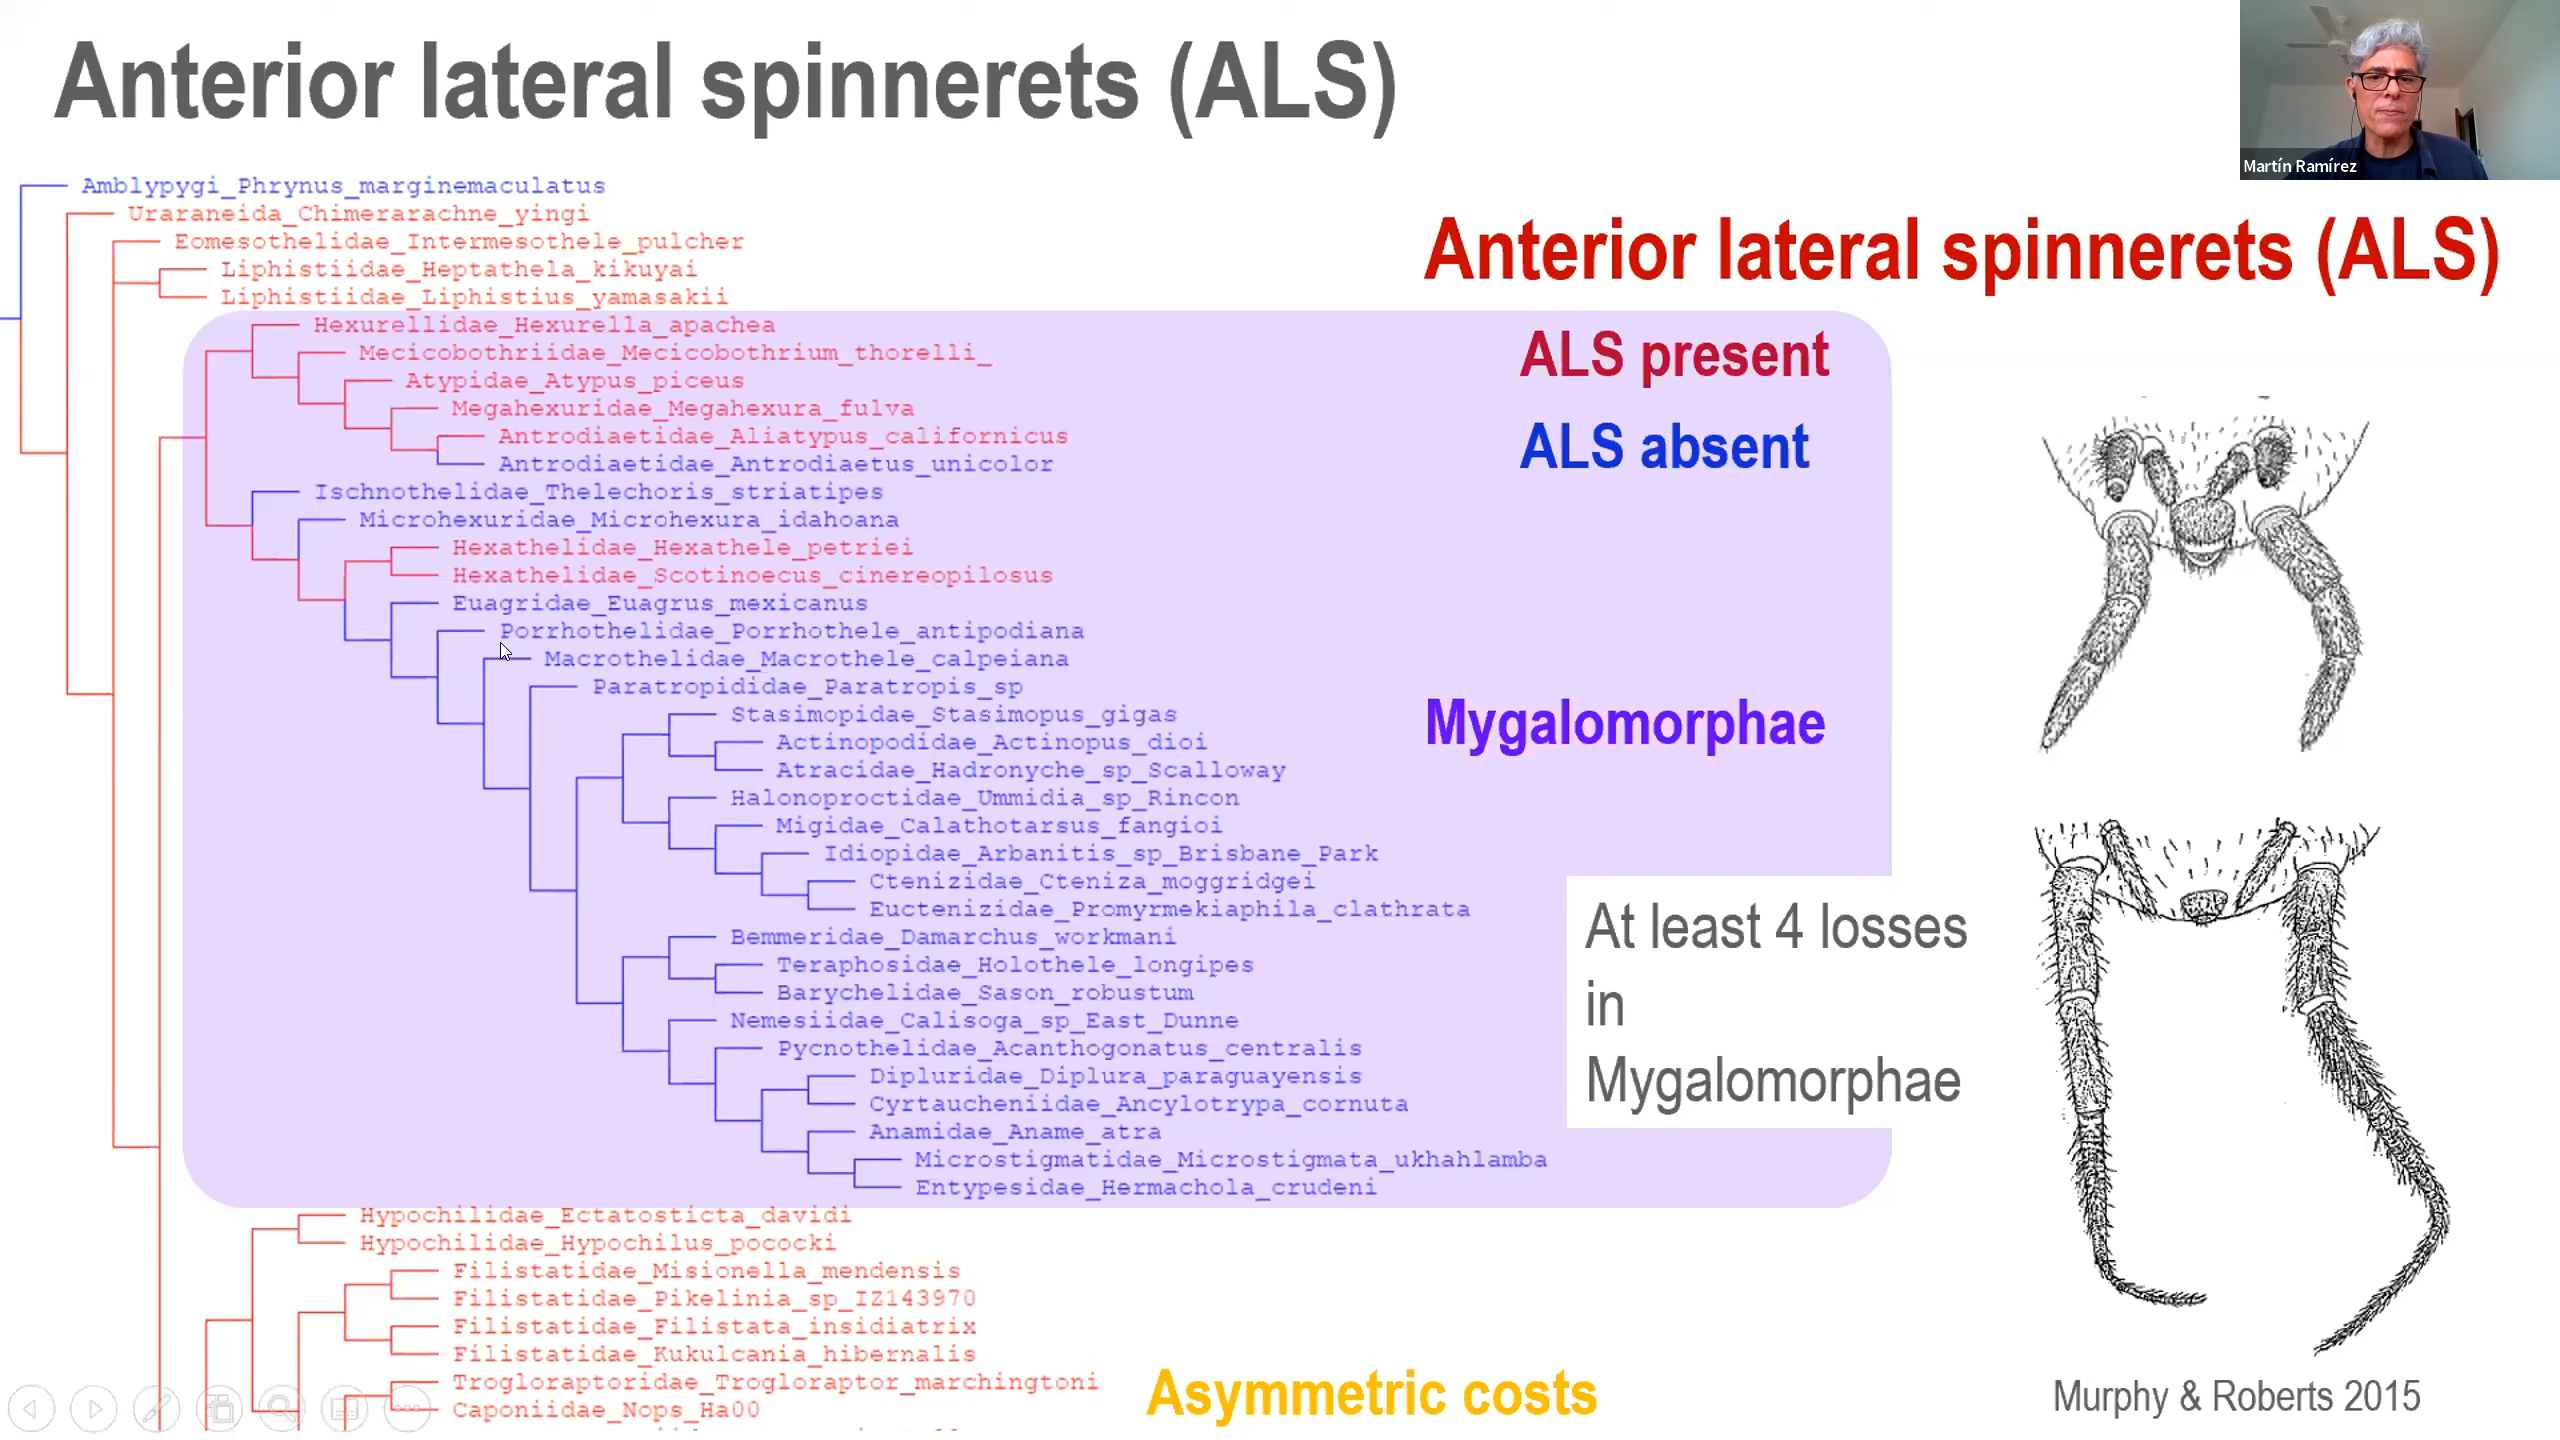 Anterior lateral spinnerets (ALS)
Martín Ramírez
Amblypygi_Phrynus_marginemaculatus
Uraraneida_Chimerarachne_yingi
Eomesothelidae_Intermesothele_pulcher
Liphistiidae_Heptathela_kikuyai
Liphistiidae_Liphistius_yamasakii
Hexurellidae_Hexurella_apachea
Mecicobothriidae_Mecicobothrium_thorelli_
Atypidae_Atypus_piceus
Megahexuridae_Megahexura_fulva
Antrodiaetidae_Aliatypus_californicus
Antrodiaetidae_Antrodiaetus_unicolor
Ischnothelidae_Thelechoris_striatipes
Microhexuridae_Microhexura_idahoana
Hexathelidae_Hexathele_petriei
Hexathelidae_Scotinoecus_cinereopilosus
Euagridae_Euagrus_mexicanus
Porrhothelidae_Porrhothele_antipodiana
Macrothelidae_Macrothele_calpeiana
Paratropididae_Paratropis_sp
Stasimopidae_Stasimopus_gigas
Actinopodidae_Actinopus_dioi
Atracidae_Hadronyche_sp_Scalloway
Halonoproctidae_Ummidia_sp_Rincon
Migidae_Calathotarsus_fangioi
Idiopidae_Arbanitis_sp_Brisbane_Park
Ctenizidae_Cteniza_moggridgei
Euctenizidae_Promyrmekiaphila_clathrata
Bemmeridae_Damarchus_workmani
Teraphosidae_Holothele_longipes
Barychelidae_Sason_robustum
Nemesiidae_Calisoga_sp_East_Dunne
Pycnothelidae_Acanthogonatus_centralis
Dipluridae_Diplura_paraguayensis
Cyrtaucheniidae_Ancylotrypa_cornuta
Anamidae_Aname_atra
Microstigmatidae_Microstigmata_ukhahlamba
Entypesidae_Hermachola_crudeni
Hypochilidae_Ectatosticta_davidi
Hypochilidae_Hypochilus_pococki
Filistatidae_Misionella_mendensis
Filistatidae_Pikelinia_sp_IZ143970
Filistatidae_Filistata_insidiatrix
Filistatidae_Kukulcania_hibernalis
Trogloraptoridae_Trogloraptor_marchingtoni
Caponiidae_Nops_Ha00
Anterior lateral spinnerets (ALS)
ALS present
ALS absent
Mygalomorphae
At least 4 losses
in
Mygalomorphae
Asymmetric costs
Murphy & Roberts 2015